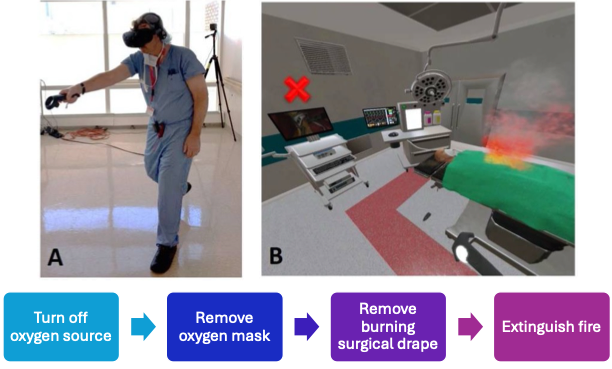 A
B
Turn off
oxygen source
Remove
oxygen mask
Remove
burning
surgical drape
Extinguish fire